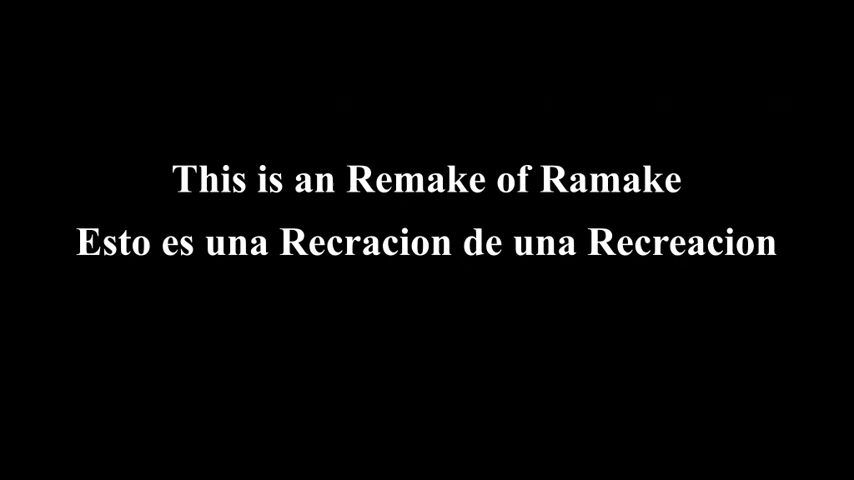 This is an Remake of Ramake
Esto es una Recracion de una Recreacion